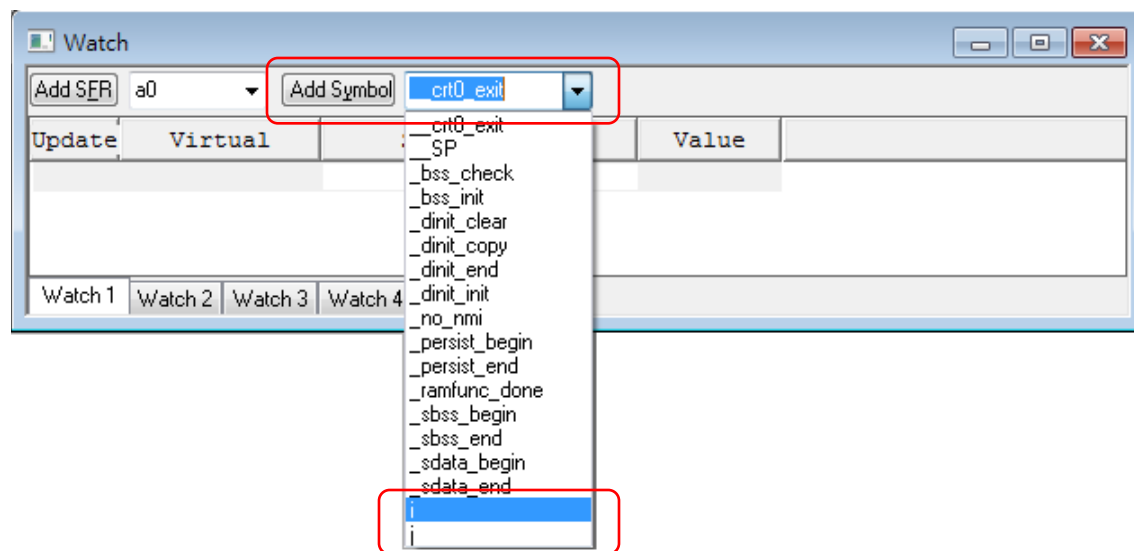 Watch
Add SFR a0 Add Symbol __crt0_exit
Update Virtual Value
__crt0_exit
__SP
_bss_check
_bss_init
_dinit_clear
_dinit_copy
_dinit_end
_dinit_init
_no_nmi
_persist_begin
_persist_end
_ramfunc_done
_sbss_begin
_sbss_end
_sdata_begin
_sdata_end
i
j
Watch 1 Watch 2 Watch 3 Watch 4